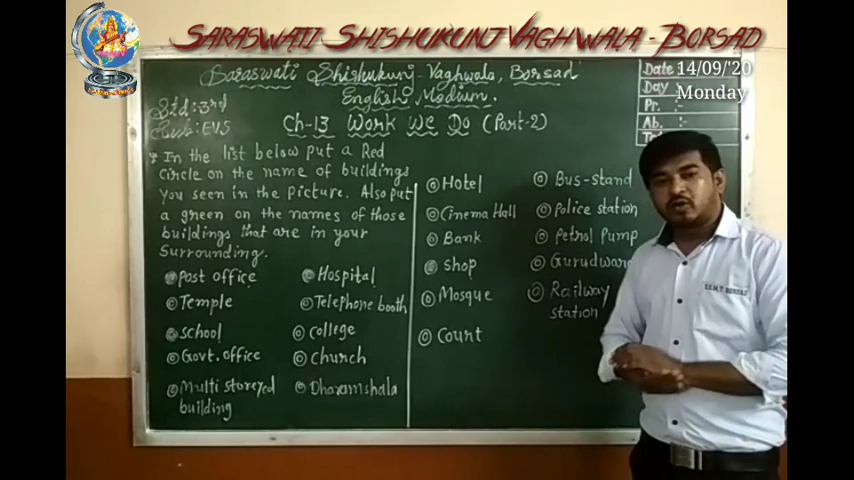 SARASWATI SHISHUKUNJ VAGHWALA - BORSAD
Saraswati Shishukunj - Vaghwala, Borsad
English Medium.
Date 14/09/'20
Day Monday
Pr. :-
Ab. :-
Std : 3rd
Sub : EVS
Ch-13 Work We Do (Part-2)
In the list below put a Red
Circle on the name of buildings
you seen in the picture. Also put
a green on the names of those
buildings that are in your
Surrounding.
Post office
Temple
School
Govt. office
Multi storeyed
building
Hospital
Telephone booth
College
Church
Dharamshala
Hotel
Cinema Hall
Bank
Shop
Mosque
Court
Bus-stand
Police station
Petrol Pump
Gurudwara
Railway
station